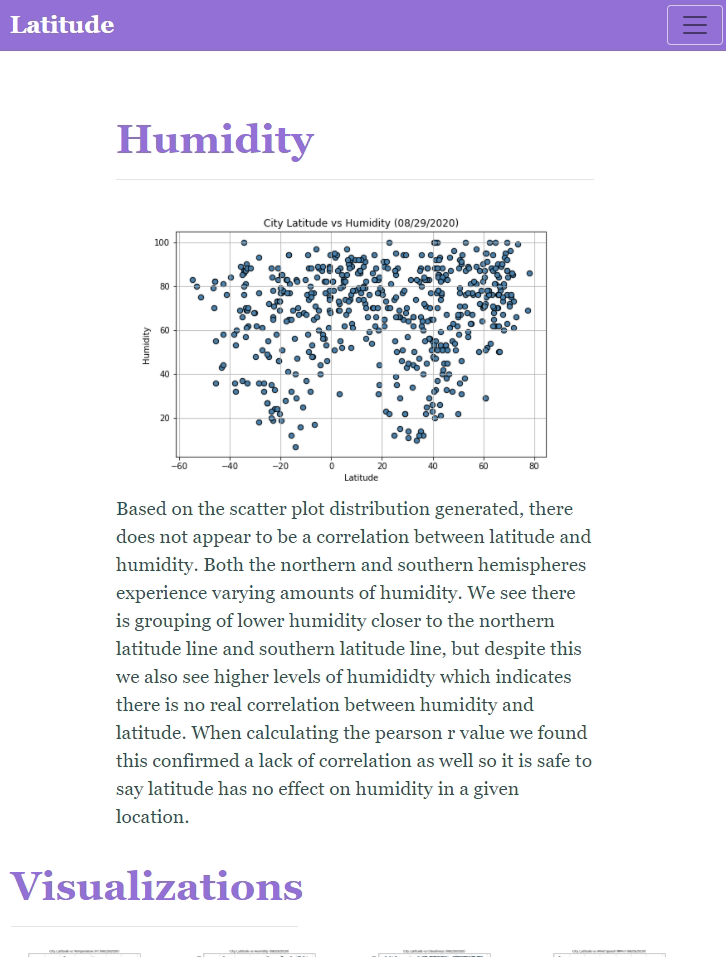 Latitude
Humidity
City Latitude vs Humidity (08/29/2020)
100
80
60
40
20
Humidity
−60 −40 −20 0 20 40 60 80
Latitude
Based on the scatter plot distribution generated, there
does not appear to be a correlation between latitude and
humidity. Both the northern and southern hemispheres
experience varying amounts of humidity. We see there
is grouping of lower humidity closer to the northern
latitude line and southern latitude line, but despite this
we also see higher levels of humididty which indicates
there is no real correlation between humidity and
latitude. When calculating the pearson r value we found
this confirmed a lack of correlation as well so it is safe to
say latitude has no effect on humidity in a given
location.
Visualizations